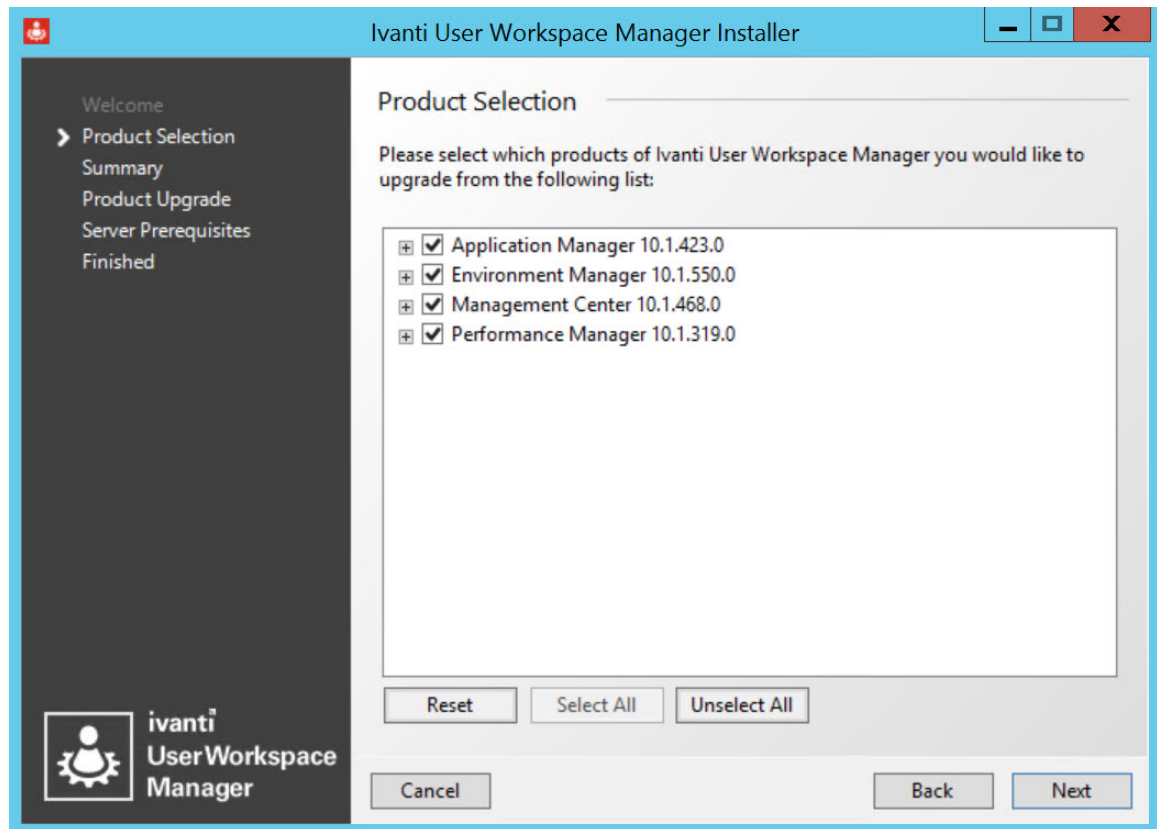 Ivanti User Workspace Manager Installer
X
Welcome
Product Selection
Summary
Product Upgrade
Server Prerequisites
Finished
Product Selection
Please select which products of Ivanti User Workspace Manager you would like to
upgrade from the following list:
Application Manager 10.1.423.0
Environment Manager 10.1.550.0
Management Center 10.1.468.0
Performance Manager 10.1.319.0
Reset
Select All
Unselect All
ivanti
User Workspace
Manager
Cancel
Back
Next